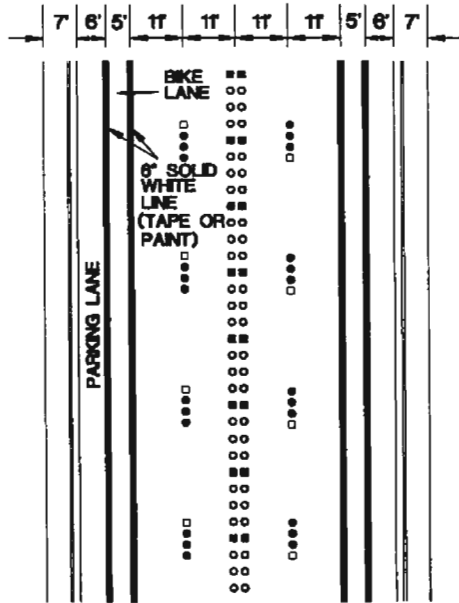 7' 6' 5' 11' 11' 11' 11' 5' 6' 7'
BIKE
LANE
6" SOLID
WHITE
LINE
(TAPE OR
PAINT)
PARKING LANE